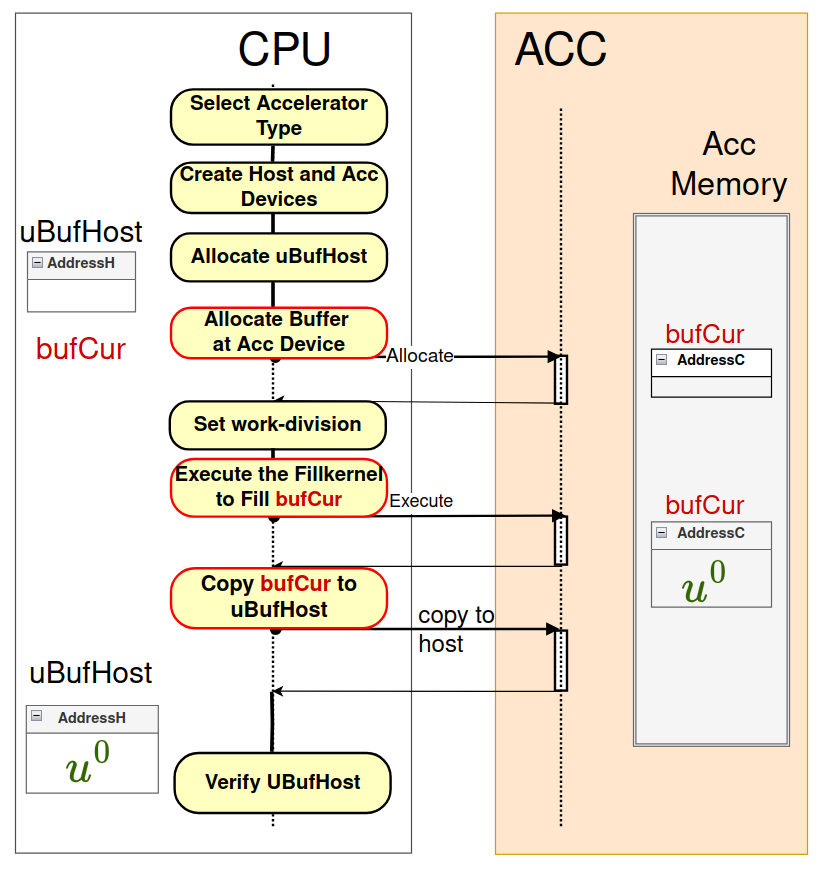 CPU
ACC
Select Accelerator
Type
Create Host and Acc
Devices
Acc
Memory
uBufHost
AddressH
Allocate uBufHost
bufCur
Allocate Buffer
at Acc Device
Allocate
bufCur
AddressC
Set work-division
Execute the Fillkernel
to Fill bufCur
Execute
bufCur
AddressC
u⁰
Copy bufCur to
uBufHost
copy to
host
uBufHost
AddressH
u⁰
Verify UBufHost